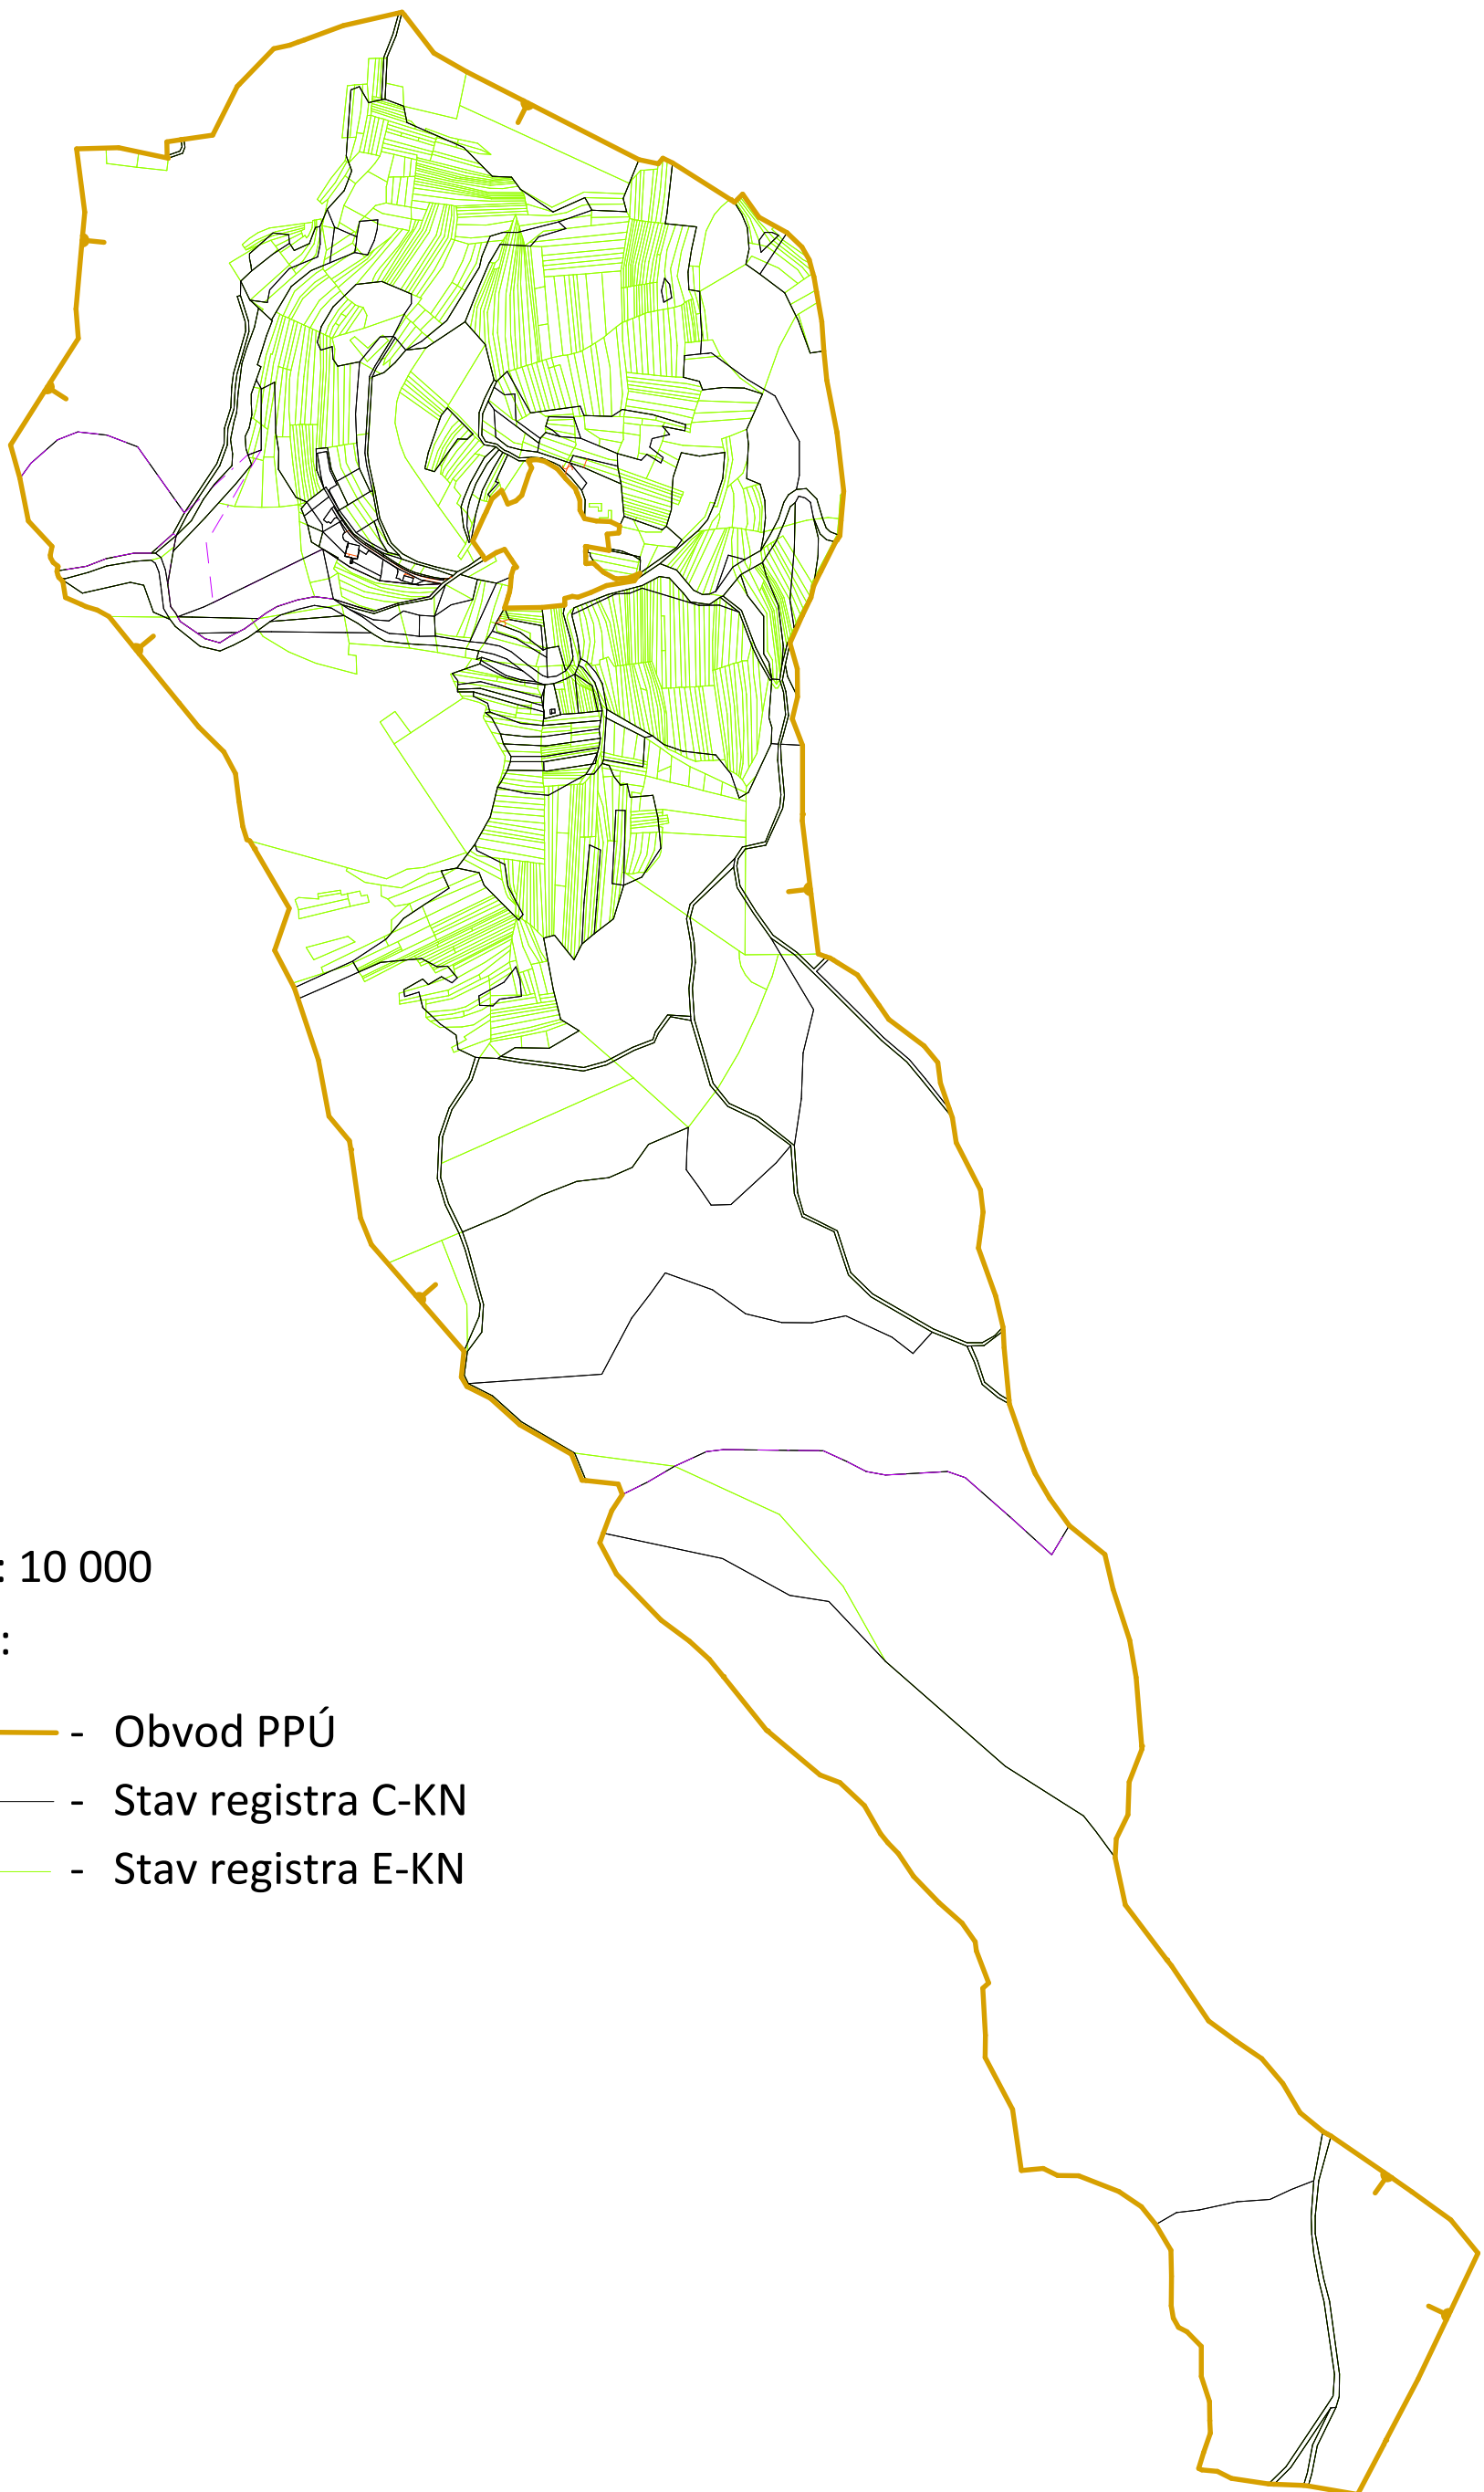 : 10 000
:
- Obvod PPÚ
- Stav registra C-KN
- Stav registra E-KN